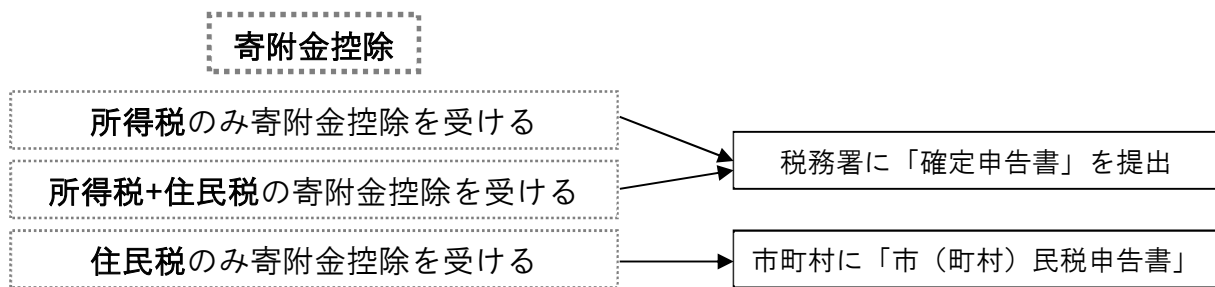 寄附金控除
所得税のみ寄附金控除を受ける
所得税+住民税の寄附金控除を受ける
住民税のみ寄附金控除を受ける
税務署に「確定申告書」を提出
市町村に「市（町村）民税申告書」